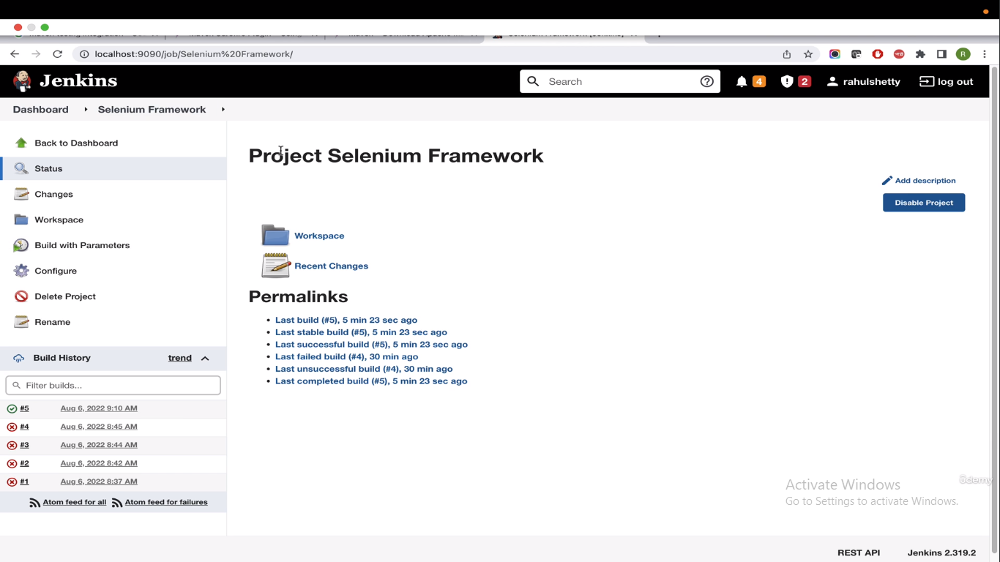 localhost:9090/job/Selenium%20Framework/
R
Jenkins
Search
4
2
rahulshetty
log out
Dashboard
Selenium Framework
Back to Dashboard
Status
Changes
Workspace
Build with Parameters
Configure
Delete Project
Rename
Build History
trend
Filter builds...
#5 Aug 6, 2022 9:10 AM
#4 Aug 6, 2022 8:45 AM
#3 Aug 6, 2022 8:44 AM
#2 Aug 6, 2022 8:42 AM
#1 Aug 6, 2022 8:37 AM
Atom feed for all
Atom feed for failures
Project Selenium Framework
Add description
Disable Project
Workspace
Recent Changes
Permalinks
• Last build (#5), 5 min 23 sec ago
• Last stable build (#5), 5 min 23 sec ago
• Last successful build (#5), 5 min 23 sec ago
• Last failed build (#4), 30 min ago
• Last unsuccessful build (#4), 30 min ago
• Last completed build (#5), 5 min 23 sec ago
Udemy
Activate Windows
Go to Settings to activate Windows.
REST API
Jenkins 2.319.2